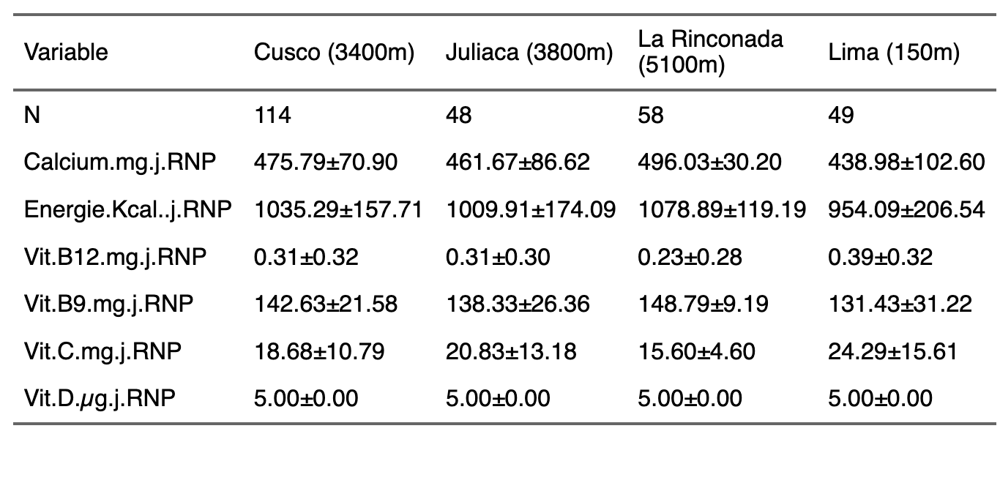 Variable Cusco (3400m) Juliaca (3800m) La Rinconada (5100m) Lima (150m)
N 114 48 58 49
Calcium.mg.j.RNP 475.79±70.90 461.67±86.62 496.03±30.20 438.98±102.60
Energie.Kcal..j.RNP 1035.29±157.71 1009.91±174.09 1078.89±119.19 954.09±206.54
Vit.B12.mg.j.RNP 0.31±0.32 0.31±0.30 0.23±0.28 0.39±0.32
Vit.B9.mg.j.RNP 142.63±21.58 138.33±26.36 148.79±9.19 131.43±31.22
Vit.C.mg.j.RNP 18.68±10.79 20.83±13.18 15.60±4.60 24.29±15.61
Vit.D.µg.j.RNP 5.00±0.00 5.00±0.00 5.00±0.00 5.00±0.00